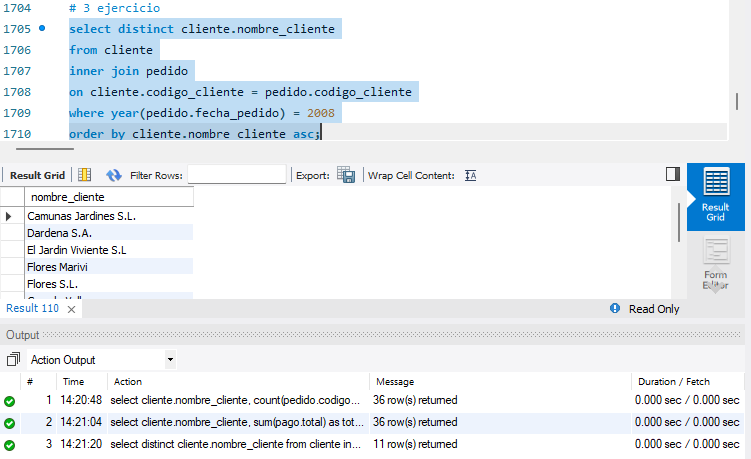 1704 # 3 ejercicio
1705 select distinct cliente.nombre_cliente
1706 from cliente
1707 inner join pedido
1708 on cliente.codigo_cliente = pedido.codigo_cliente
1709 where year(pedido.fecha_pedido) = 2008
1710 order by cliente.nombre_cliente asc;
Result Grid Filter Rows: Export: Wrap Cell Content:
nombre_cliente
Camunas Jardines S.L.
Dardena S.A.
El Jardin Viviente S.L
Flores Marivi
Flores S.L.
Result Grid
Form Editor
Result 110 Read Only
Output
Action Output
# Time Action Message Duration / Fetch
1 14:20:48 select cliente.nombre_cliente, count(pedido.codigo... 36 row(s) returned 0.000 sec / 0.000 sec
2 14:21:04 select cliente.nombre_cliente, sum(pago.total) as tot... 36 row(s) returned 0.000 sec / 0.000 sec
3 14:21:20 select distinct cliente.nombre_cliente from cliente in... 11 row(s) returned 0.000 sec / 0.000 sec